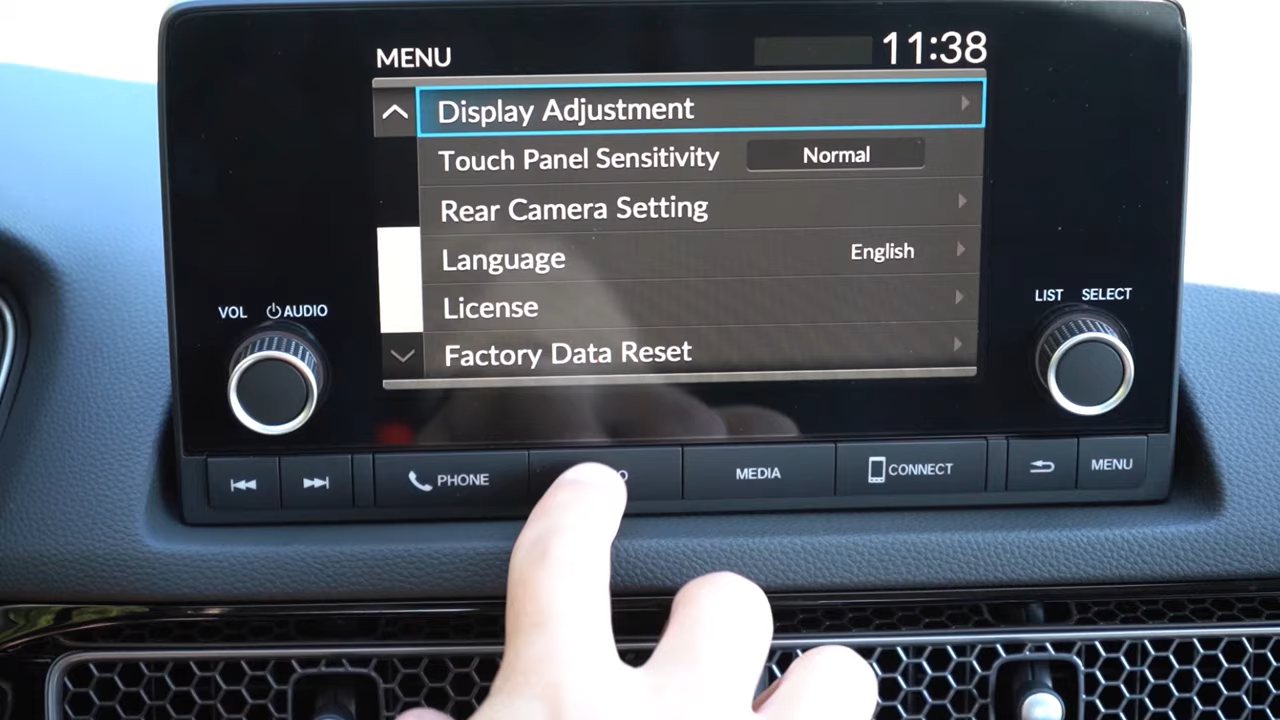 MENU 11:38
Display Adjustment
Touch Panel Sensitivity Normal
Rear Camera Setting
Language English
License
Factory Data Reset
VOL AUDIO
LIST SELECT
PHONE
MEDIA
CONNECT
MENU